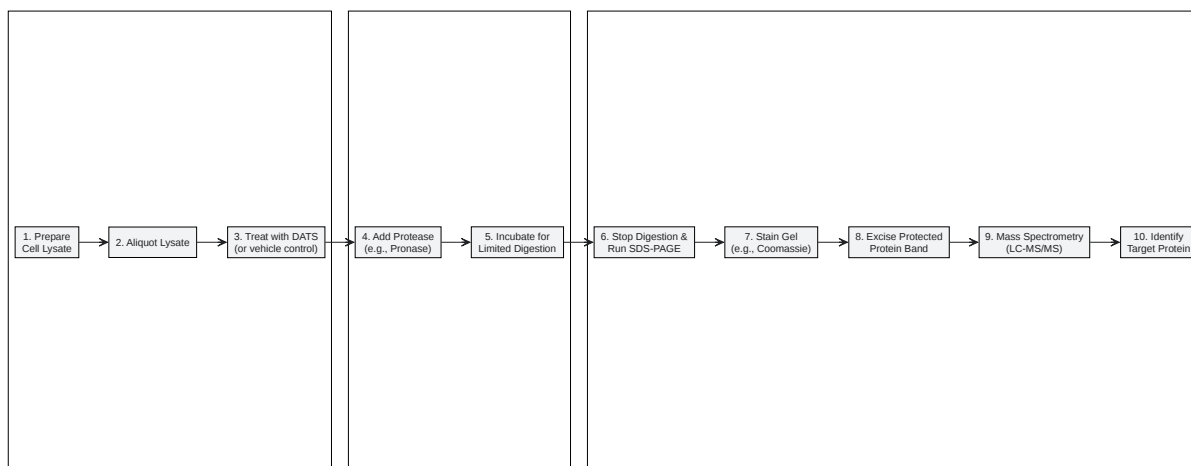 1. Prepare
Cell Lysate
2. Aliquot Lysate
3. Treat with DATS
(or vehicle control)
4. Add Protease
(e.g., Pronase)
5. Incubate for
Limited Digestion
6. Stop Digestion &
Run SDS-PAGE
7. Stain Gel
(e.g., Coomassie)
8. Excise Protected
Protein Band
9. Mass Spectrometry
(LC-MS/MS)
10. Identify
Target Protein